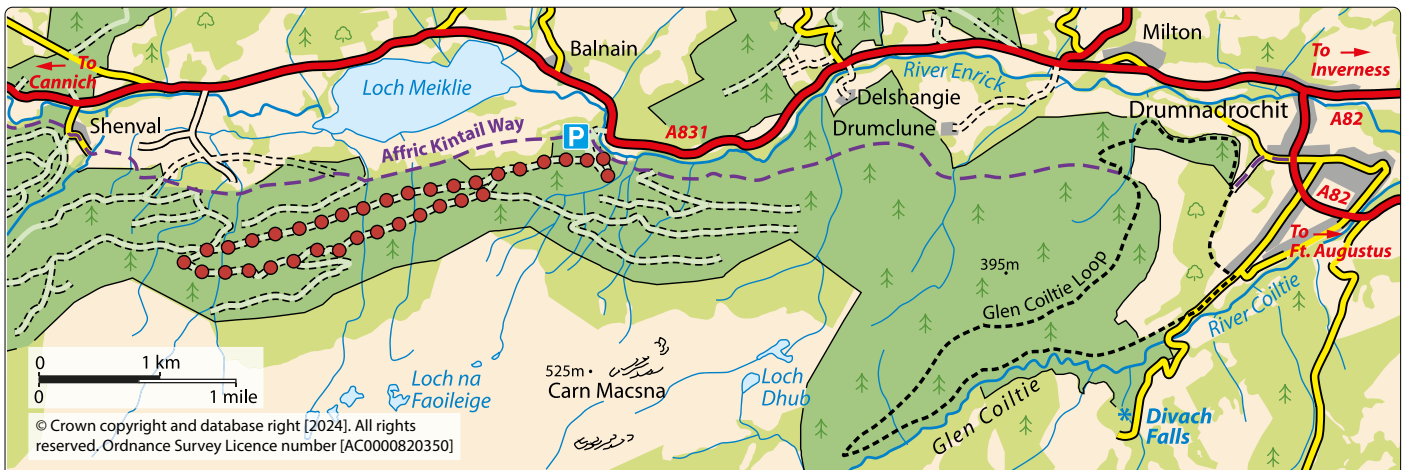 To
Cannich
Balnain
Milton
To
Inverness
Loch Meiklie
River Enrick
Delshangie
Drumnadrochit
Shenval
Affric Kintail Way
P
A831
Drumclune
A82
A82
To
Ft. Augustus
395m
Glen Coiltie Loop
River Coiltie
0 1 km
0 1 mile
Loch na
Faoileige
525m
Carn Macsna
Loch
Dhub
Glen Coiltie
Divach
Falls
© Crown copyright and database right [2024]. All rights
reserved. Ordnance Survey Licence number [AC0000820350]